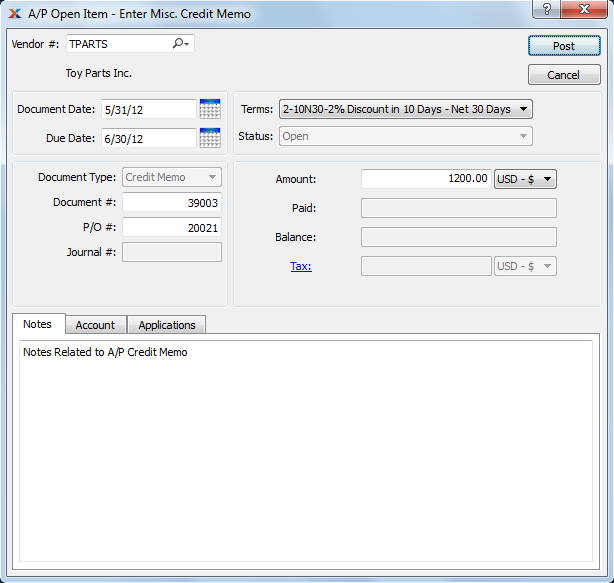 A/P Open Item - Enter Misc. Credit Memo
?
Vendor #: TPARTS
Post
Toy Parts Inc.
Cancel
Document Date: 5/31/12
Terms: 2-10N30-2% Discount in 10 Days - Net 30 Days
Due Date: 6/30/12
Status: Open
Document Type: Credit Memo
Amount: 1200.00 USD - $
Document #: 39003
Paid:
P/O #: 20021
Balance:
Journal #:
Tax: USD - $
Notes Account Applications
Notes Related to A/P Credit Memo